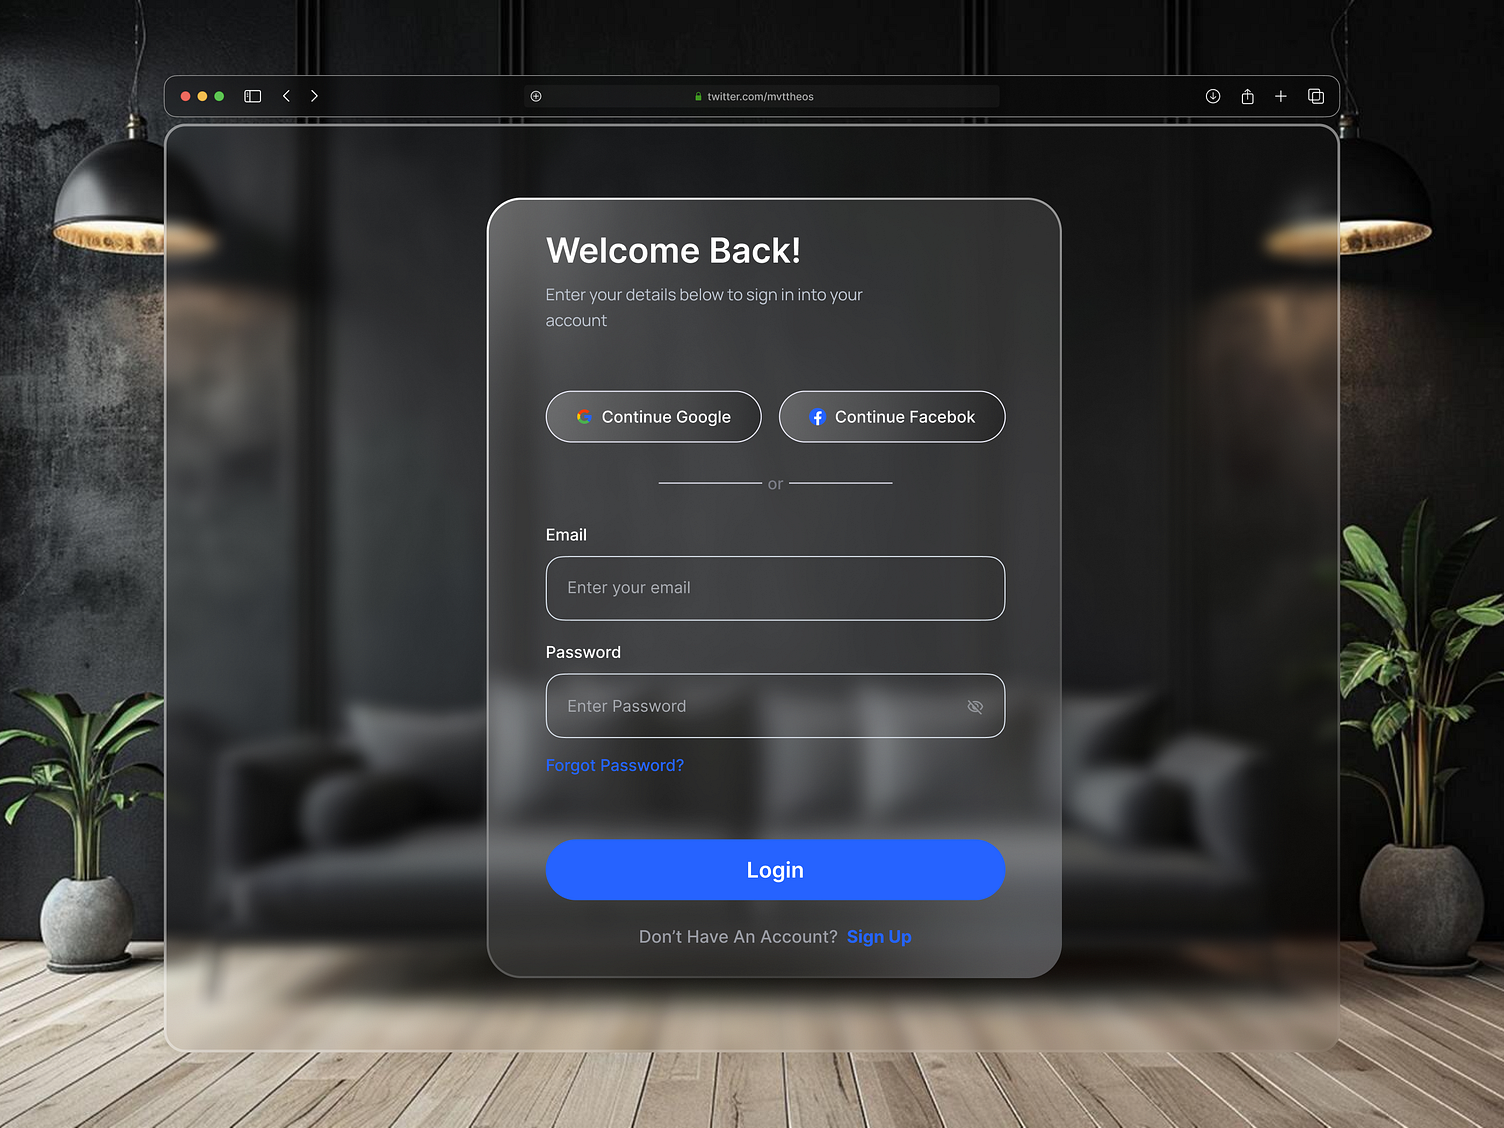 twitter.com/mvttheos
Welcome Back!
Enter your details below to sign in into your
account
Continue Google
Continue Facebok
or
Email
Enter your email
Password
Enter Password
Forgot Password?
Login
Don’t Have An Account? Sign Up